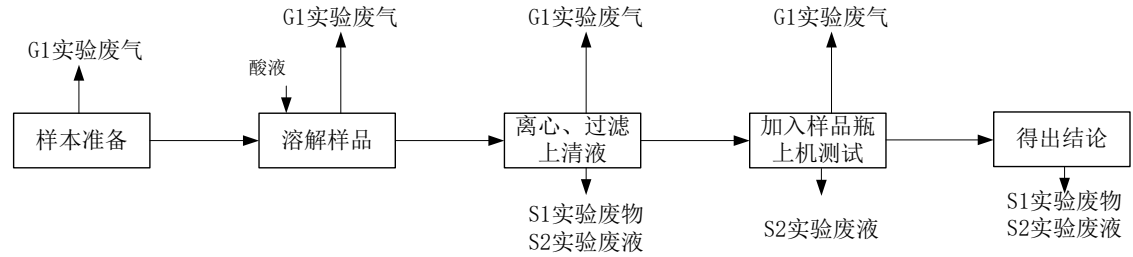 G1实验废气
G1实验废气
G1实验废气
G1实验废气
酸液
样本准备
溶解样品
离心、过滤
上清液
加入样品瓶
上机测试
得出结论
S1实验废物
S2实验废液
S2实验废液
S1实验废物
S2实验废液